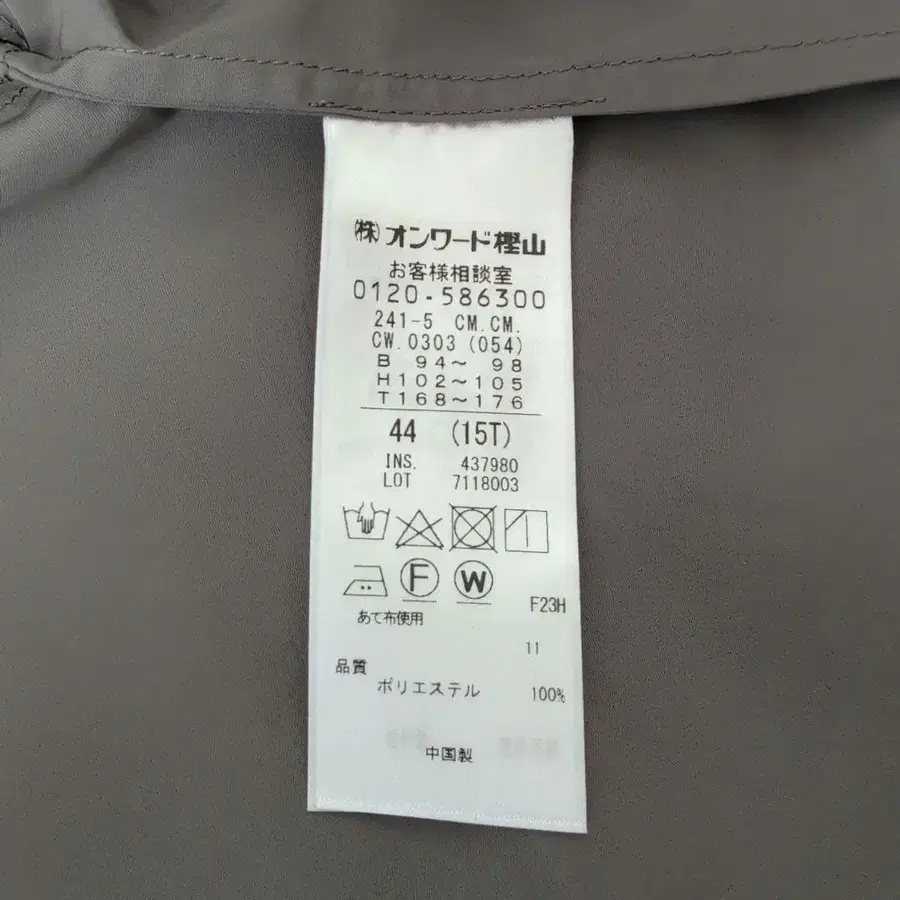 ㈱オンワード樫山
お客様相談室
0120-586300
241-5 CM.CM.
CW.0303 (054)
B 94～ 98
H102～105
T168～176
44 (15T)
INS. 437980
LOT 7118003
F W
F23H
あて布使用
11
品質
ポリエステル 100%
中国製